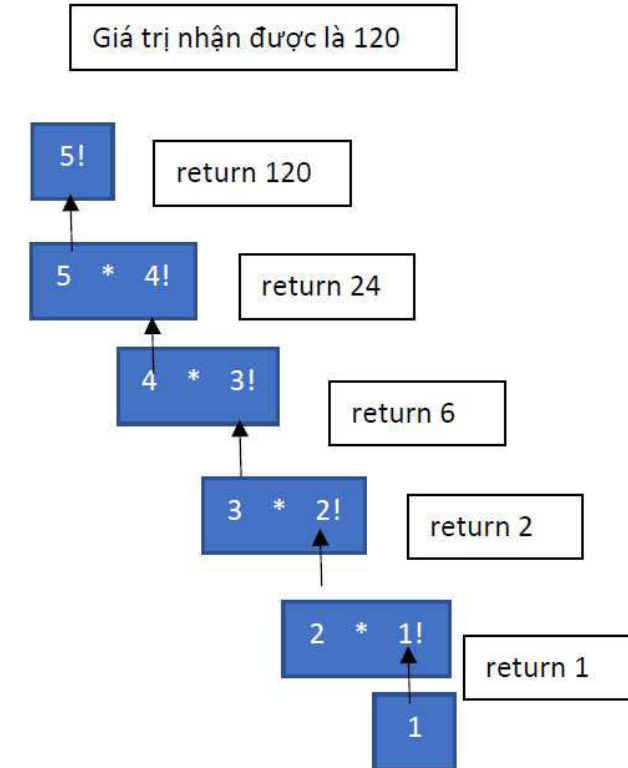 Giá trị nhận được là 120
5!
return 120
5 * 4!
return 24
4 * 3!
return 6
3 * 2!
return 2
2 * 1!
return 1
1